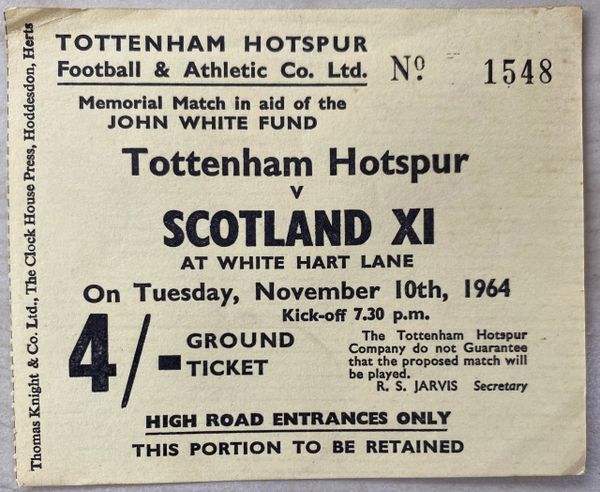 TOTTENHAM HOTSPUR
Football & Athletic Co. Ltd. Nº 1548
Memorial Match in aid of the
JOHN WHITE FUND
Tottenham Hotspur
v
SCOTLAND XI
AT WHITE HART LANE
On Tuesday, November 10th, 1964
Kick-off 7.30 p.m.
4/-
GROUND
TICKET
The Tottenham Hotspur
Company do not Guarantee
that the proposed match will
be played.
R. S. JARVIS Secretary
HIGH ROAD ENTRANCES ONLY
THIS PORTION TO BE RETAINED
Thomas Knight & Co. Ltd., The Clock House Press, Hoddesdon, Herts